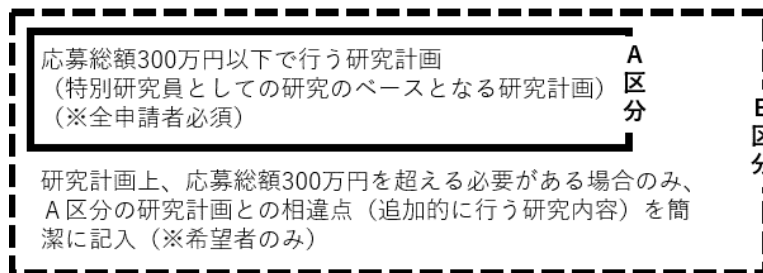 応募総額300万円以下で行う研究計画
（特別研究員としての研究のベースとなる研究計画）
（※全申請者必須）
A区分
研究計画上、応募総額300万円を超える必要がある場合のみ、
Ａ区分の研究計画との相違点（追加的に行う研究内容）を簡
潔に記入（※希望者のみ）
区分